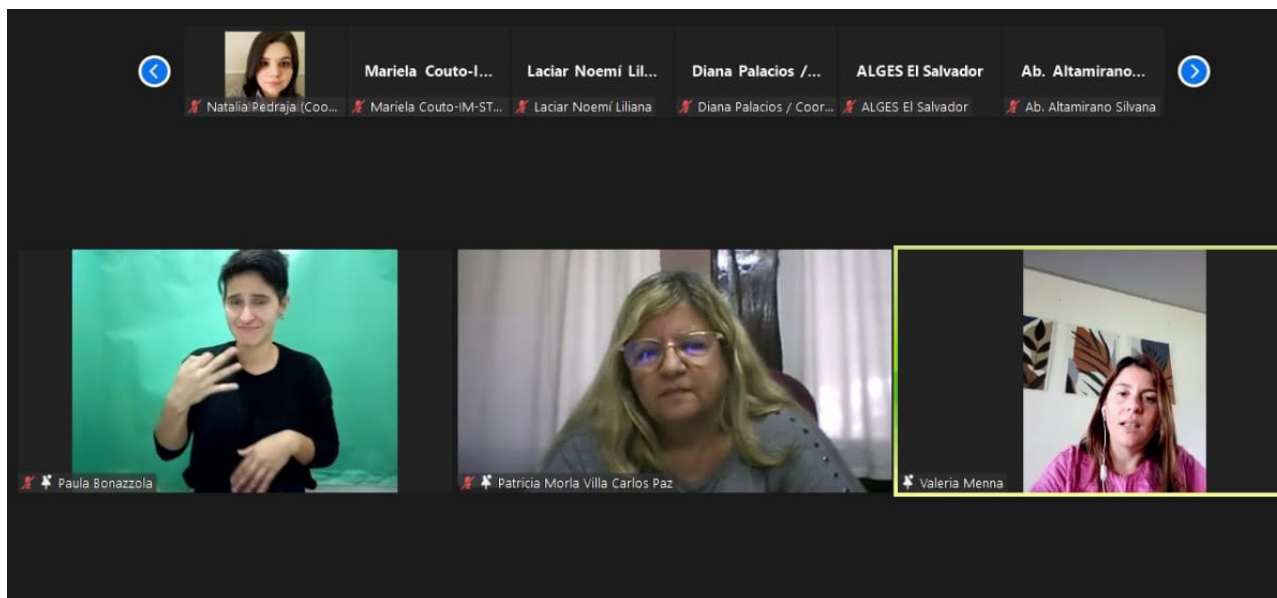 Mariela Couto-I...
Laciar Noemí Lil...
Diana Palacios /...
ALGES El Salvador
Ab. Altamirano...
Natalia Pedraja (Coo...
Mariela Couto-IM-ST...
Laciar Noemí Liliana
Diana Palacios / Coor...
ALGES El Salvador
Ab. Altamirano Silvana
Paula Bonazzola
Patricia Morla Villa Carlos Paz
Valeria Menna